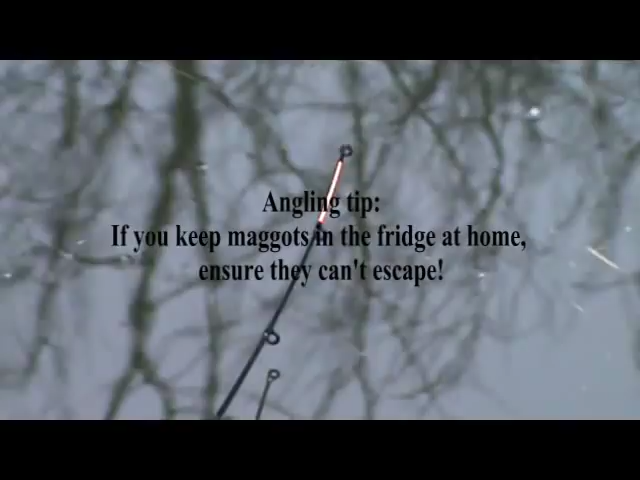 Angling tip:
If you keep maggots in the fridge at home,
ensure they can't escape!